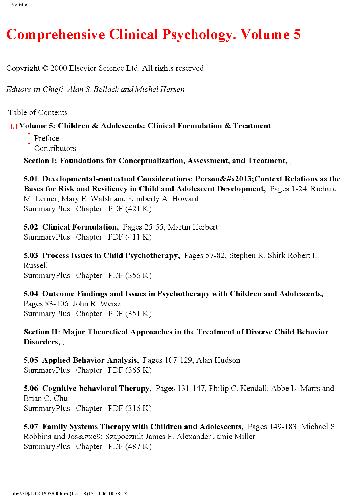 Comprehensive Clinical Psychology. Volume 5
Copyright © 2000 Elsevier Science Ltd. All rights reserved.
Editors-in-Chief: Alan S. Bellack and Michel Hersen
Table of Contents
Volume 5: Children & Adolescents: Clinical Formulation & Treatment
Preface
Contributors
Section I: Foundations for Conceptualization, Assessment, and Treatment,
5.01 Developmental-contextual Considerations: Person&#x2015;Context Relations as the
Bases for Risk and Resiliency in Child and Adolescent Development, Pages 1-24, Richard
M. Lerner, Mary E. Walsh and Kimberly A. Howard
SummaryPlus | Chapter | PDF (421 K)
5.02 Clinical Formulation, Pages 25-55, Martin Herbert
SummaryPlus | Chapter | PDF (411 K)
5.03 Process Issues in Child Psychotherapy, Pages 57-82, Stephen R. Shirk Robert L.
Russell
SummaryPlus | Chapter | PDF (356 K)
5.04 Outcome Findings and Issues in Psychotherapy with Children and Adolescents,
Pages 83-106, John R. Weisz
SummaryPlus | Chapter | PDF (351 K)
Section II: Major Theoretical Approaches in the Treatment of Diverse Child Behavior
Disorders, ,
5.05 Applied Behavior Analysis, Pages 107-129, Alan Hudson
SummaryPlus | Chapter | PDF (365 K)
5.06 Cognitive-behavioral Therapy, Pages 131-147, Philip C. Kendall, Abbe L. Marrs and
Brian C. Chu
SummaryPlus | Chapter | PDF (316 K)
5.07 Family Systems Therapy with Children and Adolescents, Pages 149-183, Michael S.
Robbins and Szapocznik James F. Alexander Jamie Miller
SummaryPlus | Chapter | PDF (487 K)